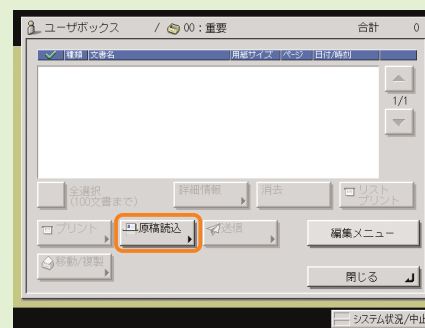 ユーザボックス / 00：重要 合計 0
種類 文書名 用紙サイズ ページ 日付/時刻
1/1
全選択
(100文書まで)
詳細情報
消去
リスト
プリント
プリント
原稿読込
送信
編集メニュー
移動/複製
閉じる
システム状況/中止